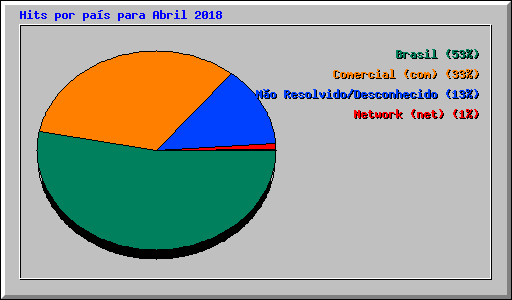 Hits por país para Abril 2018
Brasil (53%)
Comercial (com) (33%)
Não Resolvido/Desconhecido (13%)
Network (net) (1%)